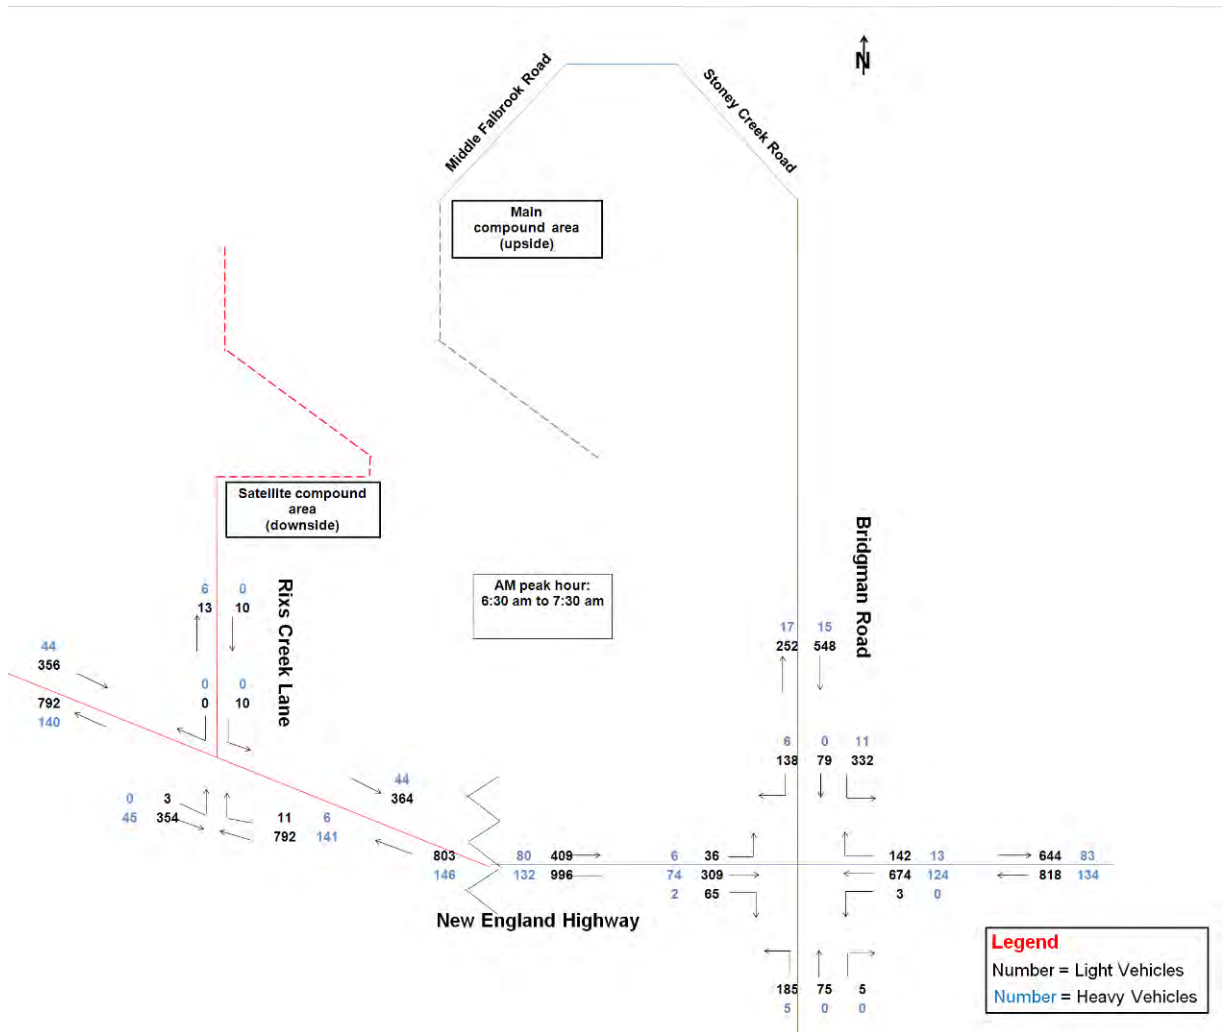 N
Middle Falbrook Road
Stoney Creek Road
Main
compound area
(upside)
Satellite compound
area
(downside)
AM peak hour:
6:30 am to 7:30 am
Rixs Creek Lane
Bridgman Road
6 0
13 10
44
356
792
140
0 0
0 10
17 15
252 548
6 0 11
138 79 332
44
364
0 3
45 354
11 6
792 141
803
146
80 409
132 996
6 36
74 309
2 65
142 13
674 124
3 0
644 83
818 134
New England Highway
185 75 5
5 0 0
Legend
Number = Light Vehicles
Number = Heavy Vehicles